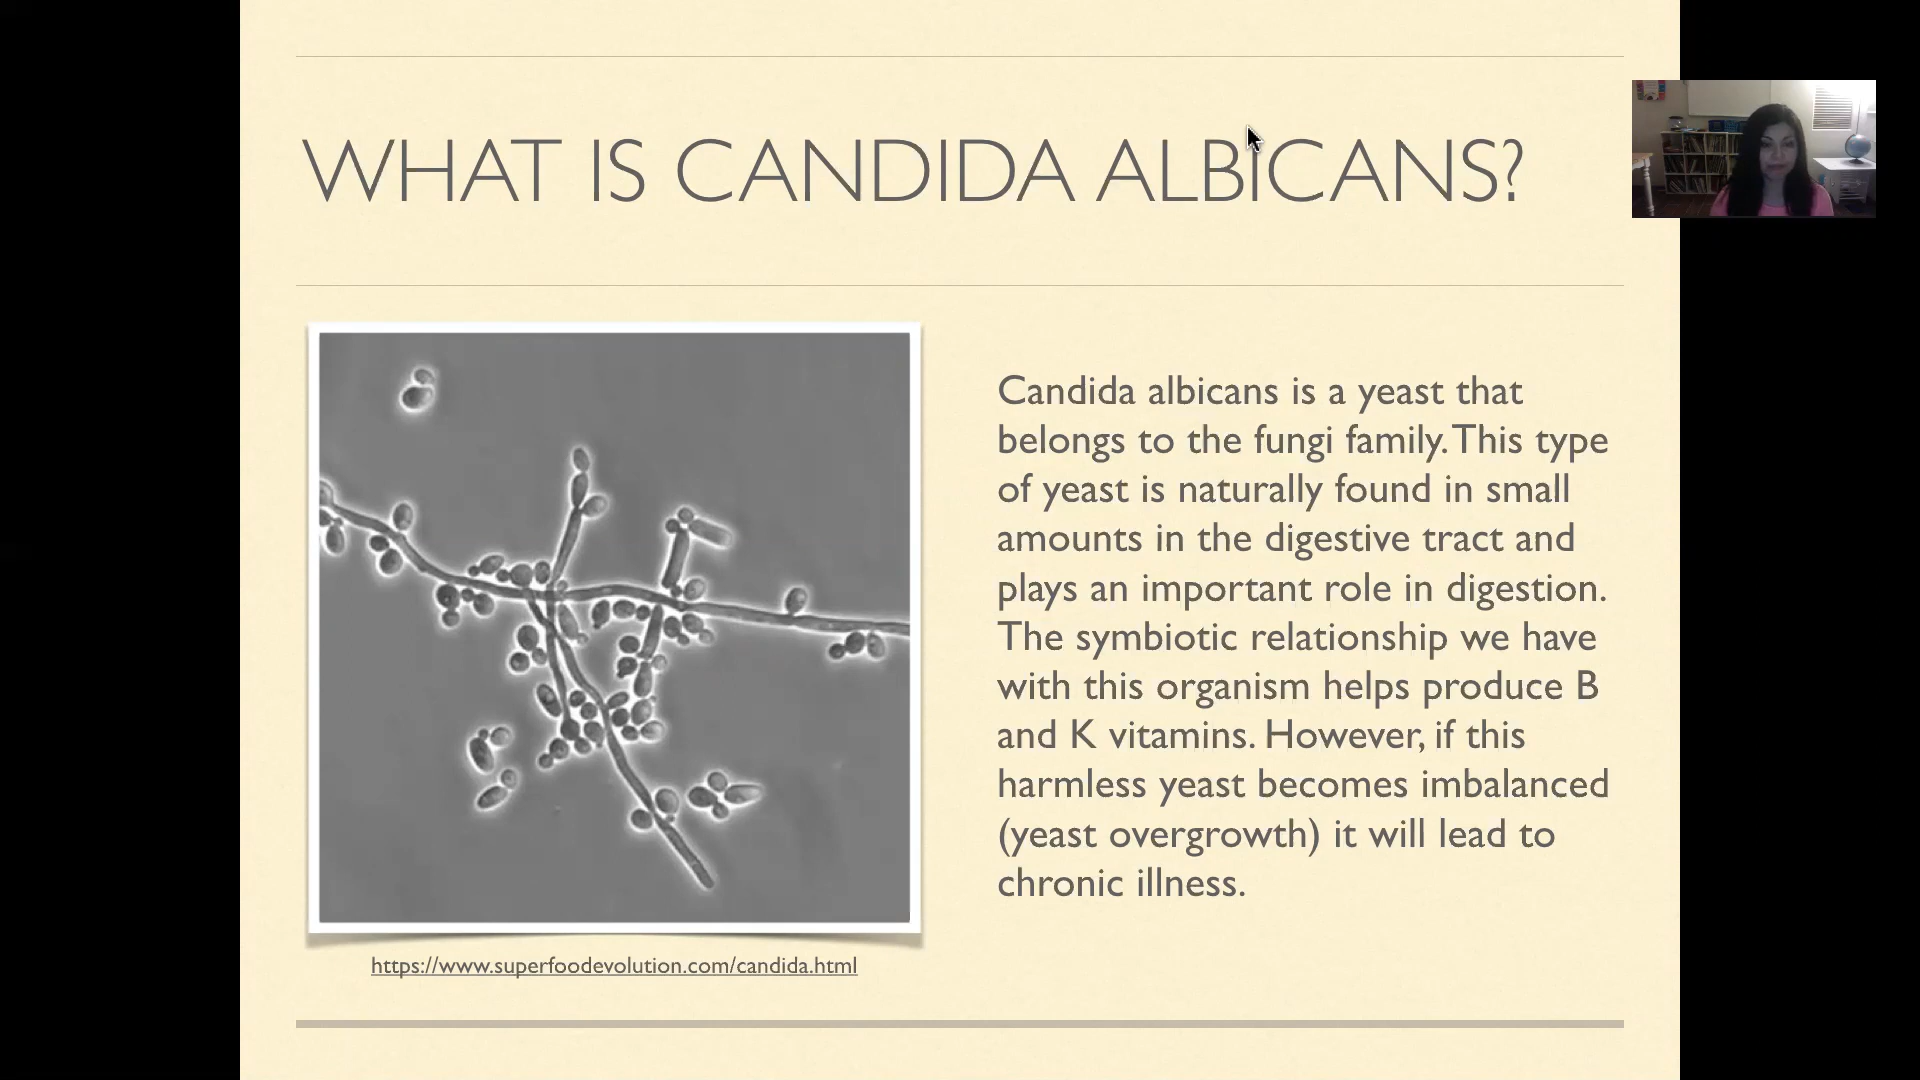 WHAT IS CANDIDA ALBICANS?
Candida albicans is a yeast that
belongs to the fungi family. This type
of yeast is naturally found in small
amounts in the digestive tract and
plays an important role in digestion.
The symbiotic relationship we have
with this organism helps produce B
and K vitamins. However, if this
harmless yeast becomes imbalanced
(yeast overgrowth) it will lead to
chronic illness.
https://www.superfoodevolution.com/candida.html